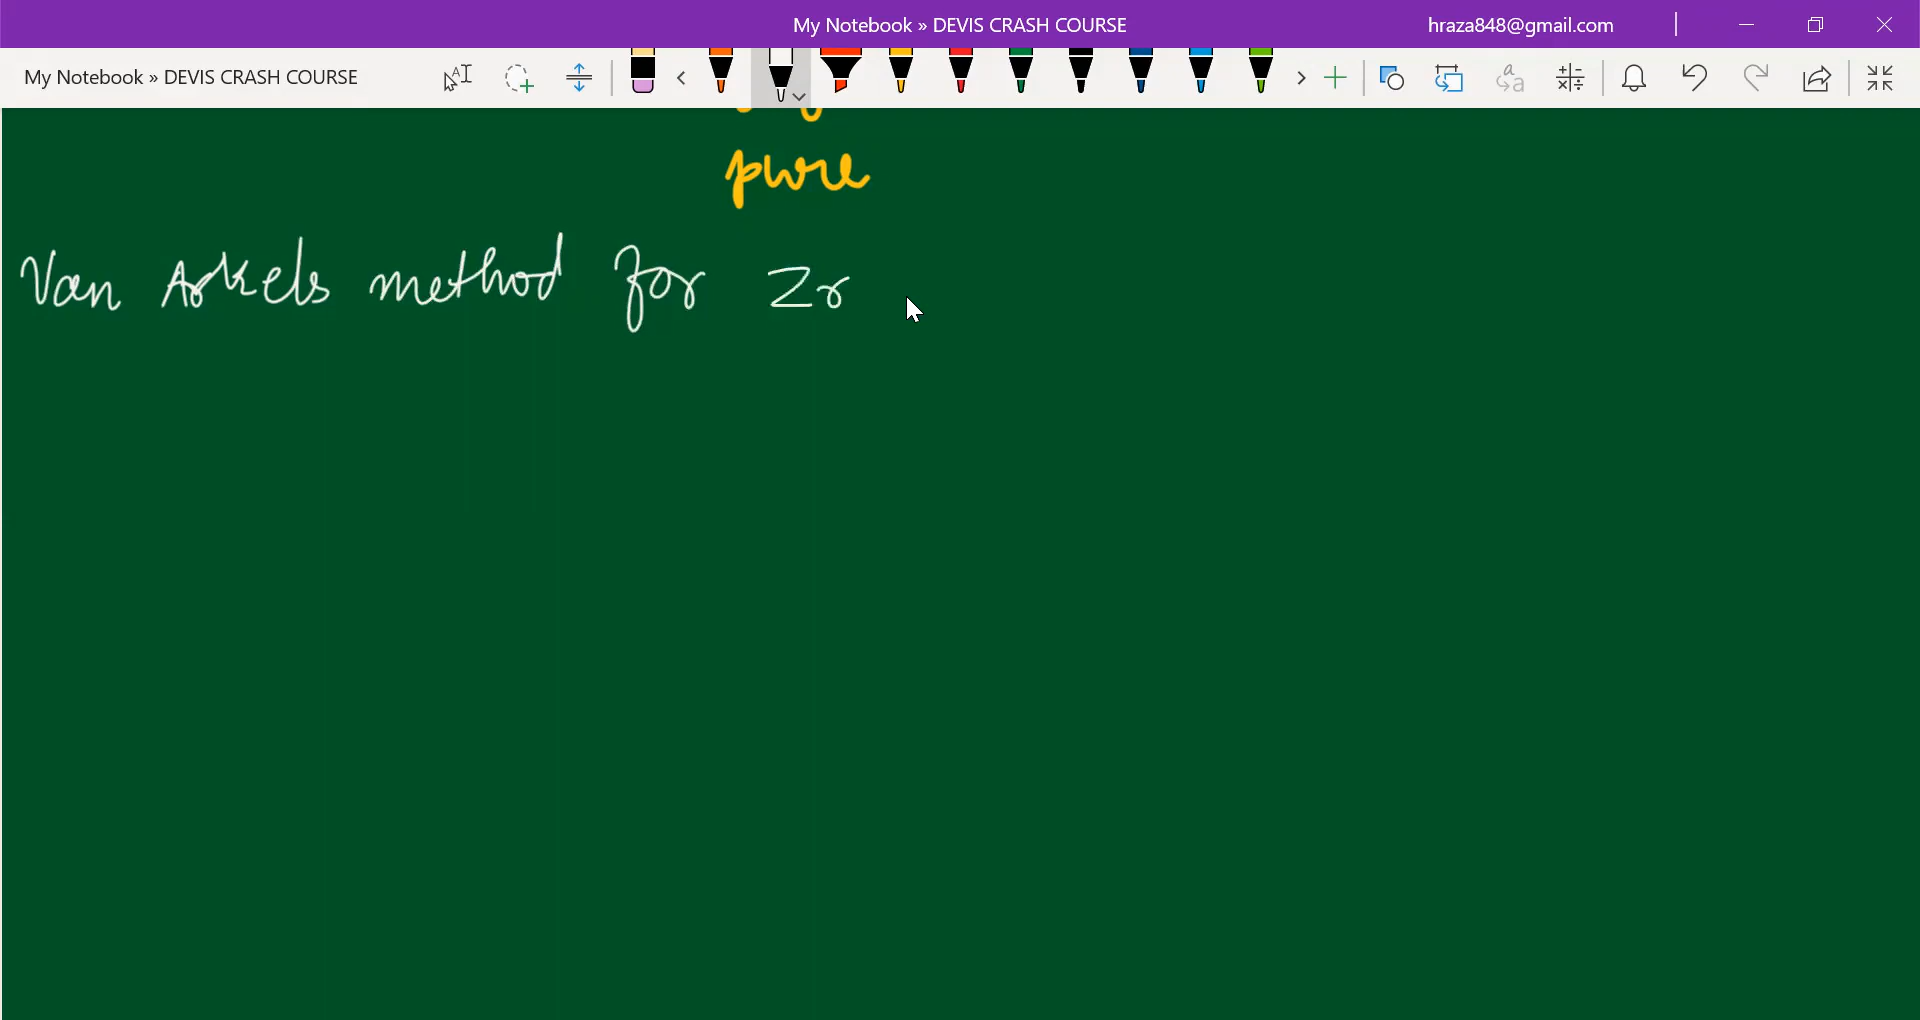 My Notebook » DEVIS CRASH COURSE
hraza848@gmail.com
My Notebook » DEVIS CRASH COURSE
pure
Van Arkels method for Zr